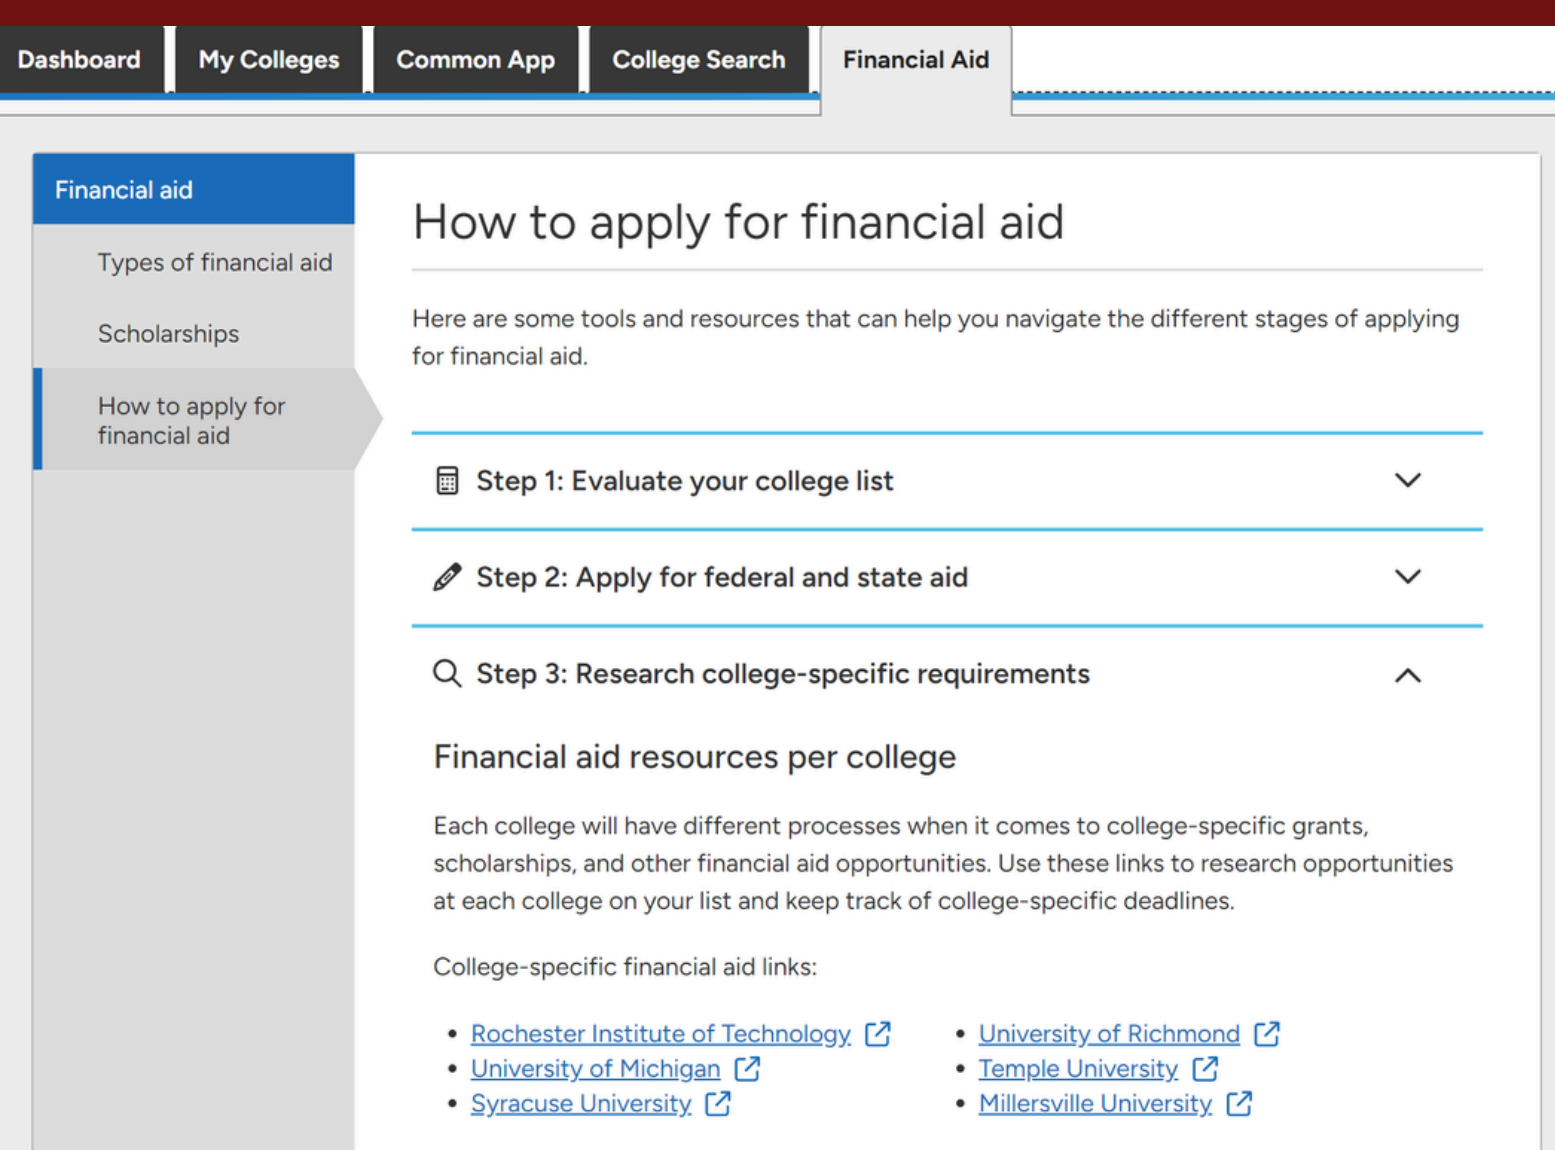 Dashboard
My Colleges
Common App
College Search
Financial Aid
Financial aid
Types of financial aid
Scholarships
How to apply for
financial aid
How to apply for financial aid
Here are some tools and resources that can help you navigate the different stages of applying
for financial aid.
Step 1: Evaluate your college list
Step 2: Apply for federal and state aid
Step 3: Research college-specific requirements
Financial aid resources per college
Each college will have different processes when it comes to college-specific grants,
scholarships, and other financial aid opportunities. Use these links to research opportunities
at each college on your list and keep track of college-specific deadlines.
College-specific financial aid links:
• Rochester Institute of Technology
• University of Michigan
• Syracuse University
• University of Richmond
• Temple University
• Millersville University